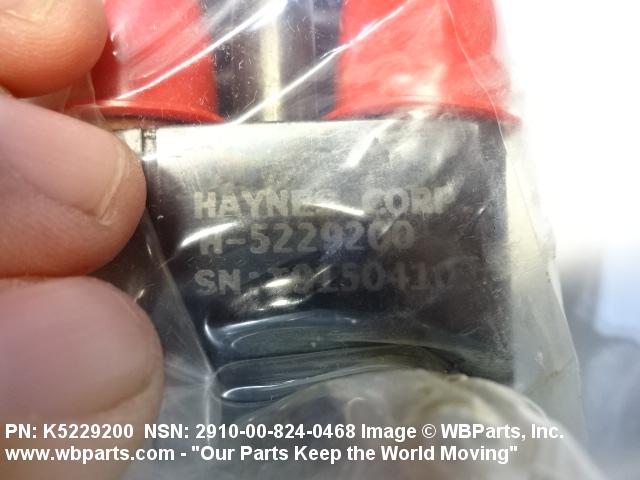 HAYNES CORP
H-5229200
SN:
PN: K5229200 NSN: 2910-00-824-0468 Image © WBParts, Inc.
www.wbparts.com - "Our Parts Keep the World Moving"